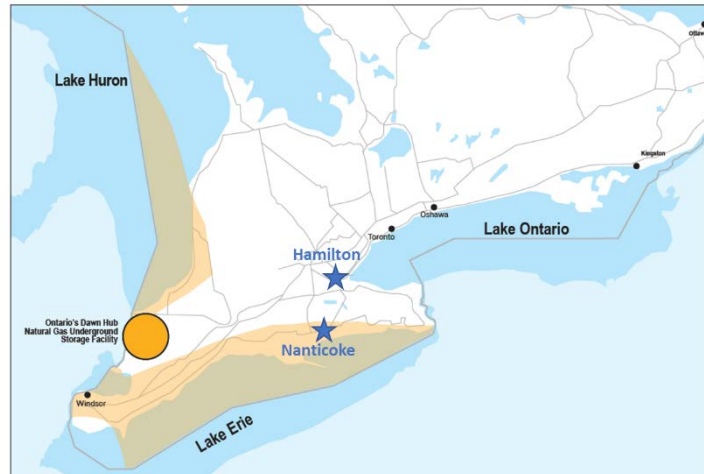 Ottawa
Lake Huron
Kingston
Oshawa
Toronto
Lake Ontario
Hamilton
Ontario's Dawn Hub
Natural Gas Underground
Storage Facility
Nanticoke
Windsor
Lake Erie